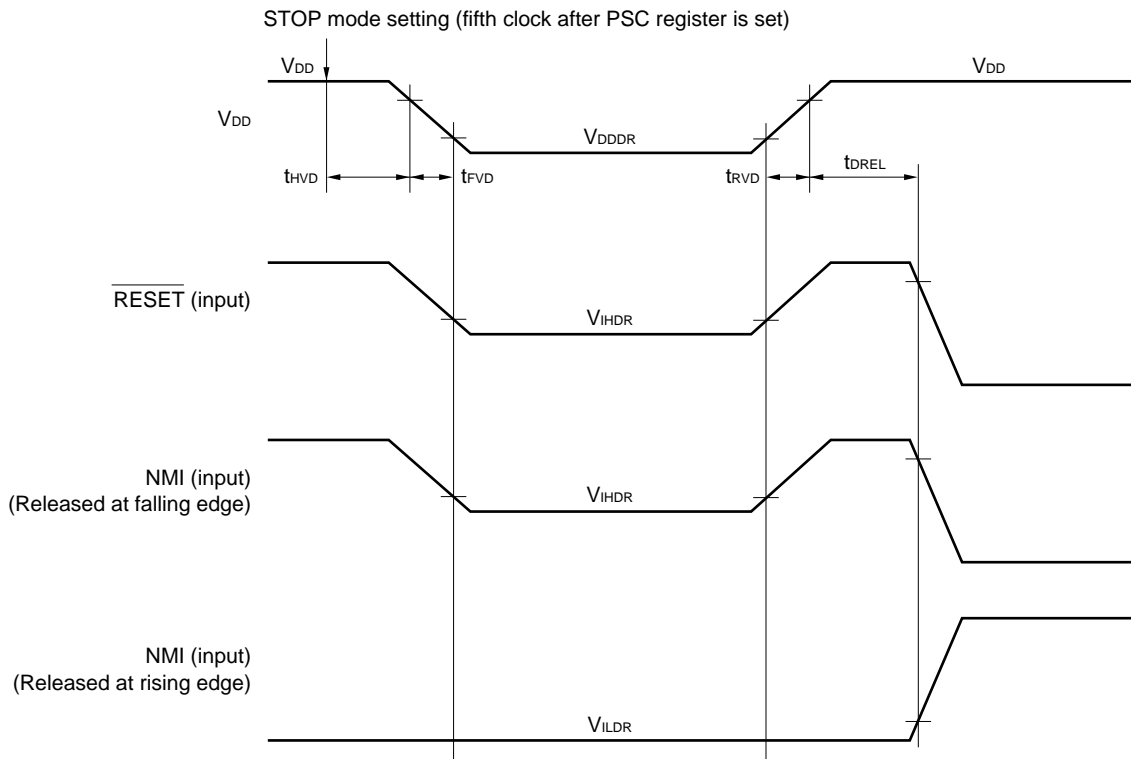 STOP mode setting (fifth clock after PSC register is set)
VDD
VDD
VDD
VDDDR
tHVD
tFVD
tRVD
tDREL
RESET (input)
VIHDR
NMI (input)
(Released at falling edge)
VIHDR
NMI (input)
(Released at rising edge)
VILDR